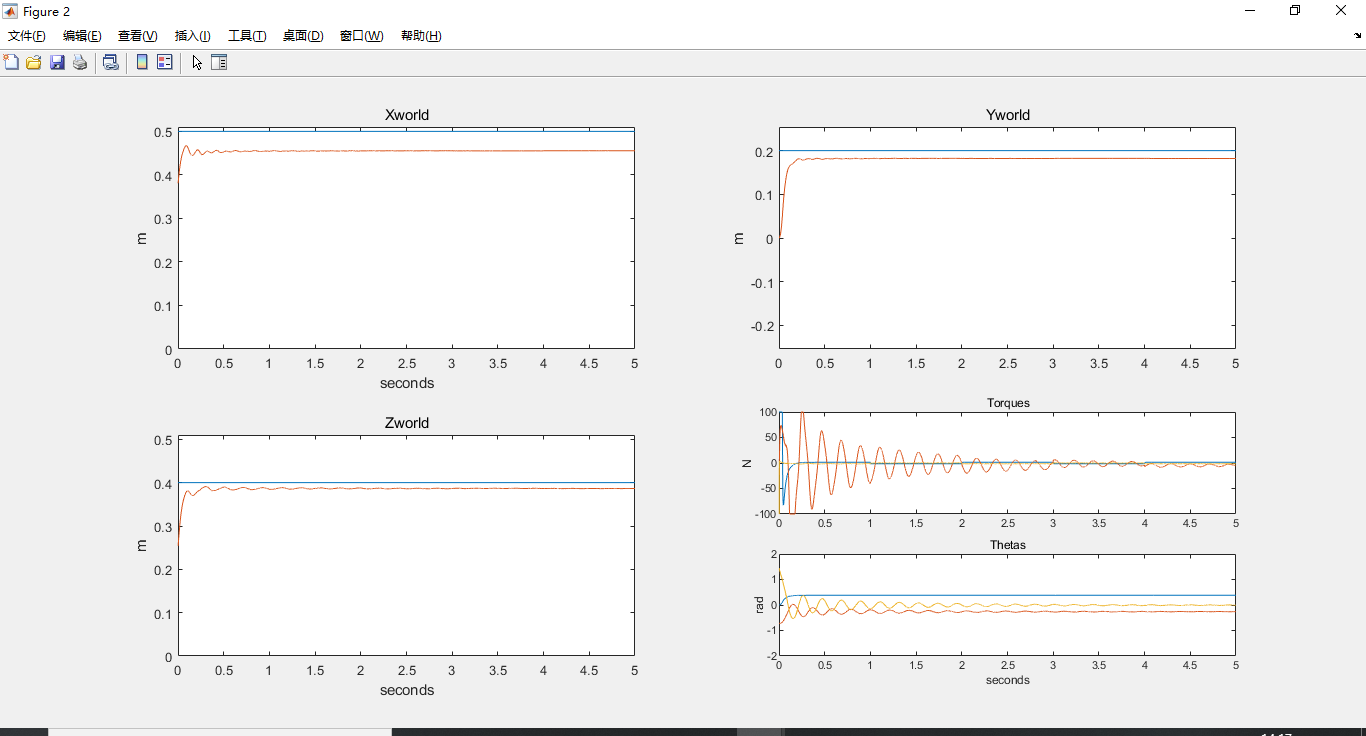 Figure 2
文件(F) 编辑(E) 查看(V) 插入(I) 工具(T) 桌面(D) 窗口(W) 帮助(H)
Xworld
0.5
0.4
0.3
0.2
0.1
0
m
0 0.5 1 1.5 2 2.5 3 3.5 4 4.5 5
seconds
Yworld
0.2
0.1
0
-0.1
-0.2
m
0 0.5 1 1.5 2 2.5 3 3.5 4 4.5 5
Zworld
0.5
0.4
0.3
0.2
0.1
0
m
0 0.5 1 1.5 2 2.5 3 3.5 4 4.5 5
seconds
Torques
100
50
0
-50
-100
N
0 0.5 1 1.5 2 2.5 3 3.5 4 4.5 5
Thetas
2
1
0
-1
-2
rad
0 0.5 1 1.5 2 2.5 3 3.5 4 4.5 5
seconds